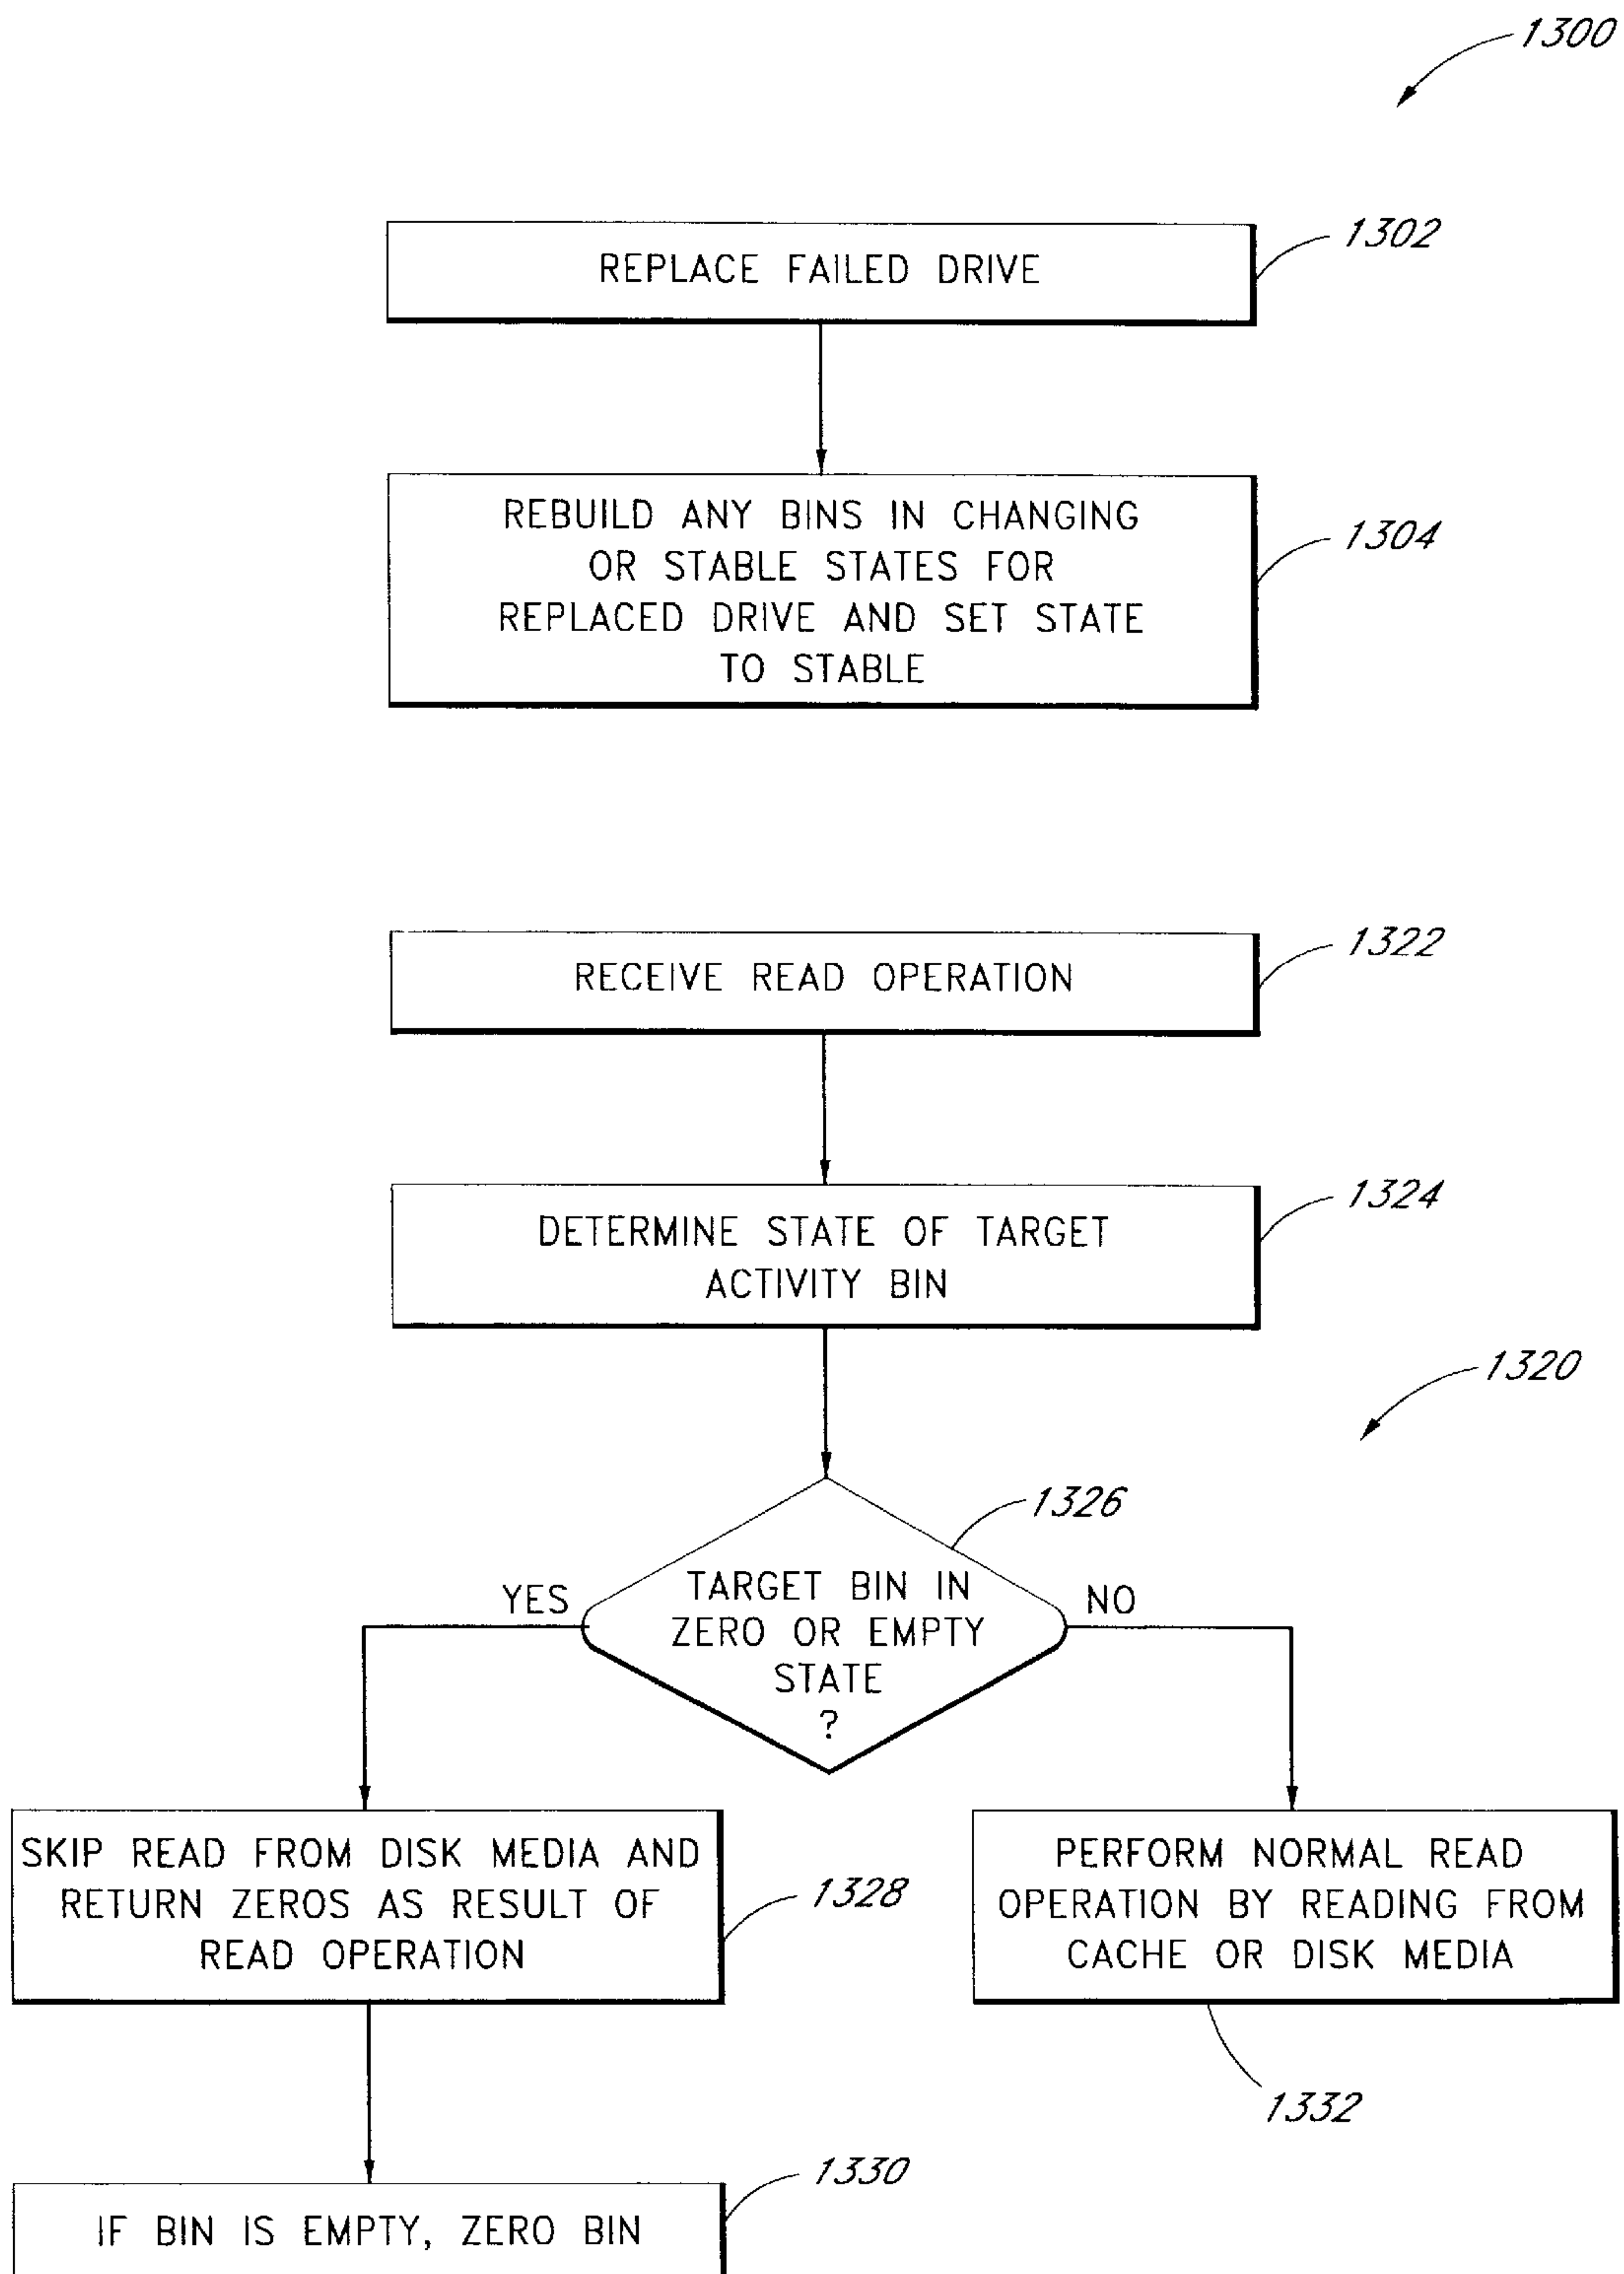 1300
REPLACE FAILED DRIVE
1302
REBUILD ANY BINS IN CHANGING
OR STABLE STATES FOR
REPLACED DRIVE AND SET STATE
TO STABLE
1304
RECEIVE READ OPERATION
1322
DETERMINE STATE OF TARGET
ACTIVITY BIN
1324
1320
TARGET BIN IN
ZERO OR EMPTY
STATE
?
1326
YES
NO
SKIP READ FROM DISK MEDIA AND
RETURN ZEROS AS RESULT OF
READ OPERATION
1328
PERFORM NORMAL READ
OPERATION BY READING FROM
CACHE OR DISK MEDIA
1332
IF BIN IS EMPTY, ZERO BIN
1330